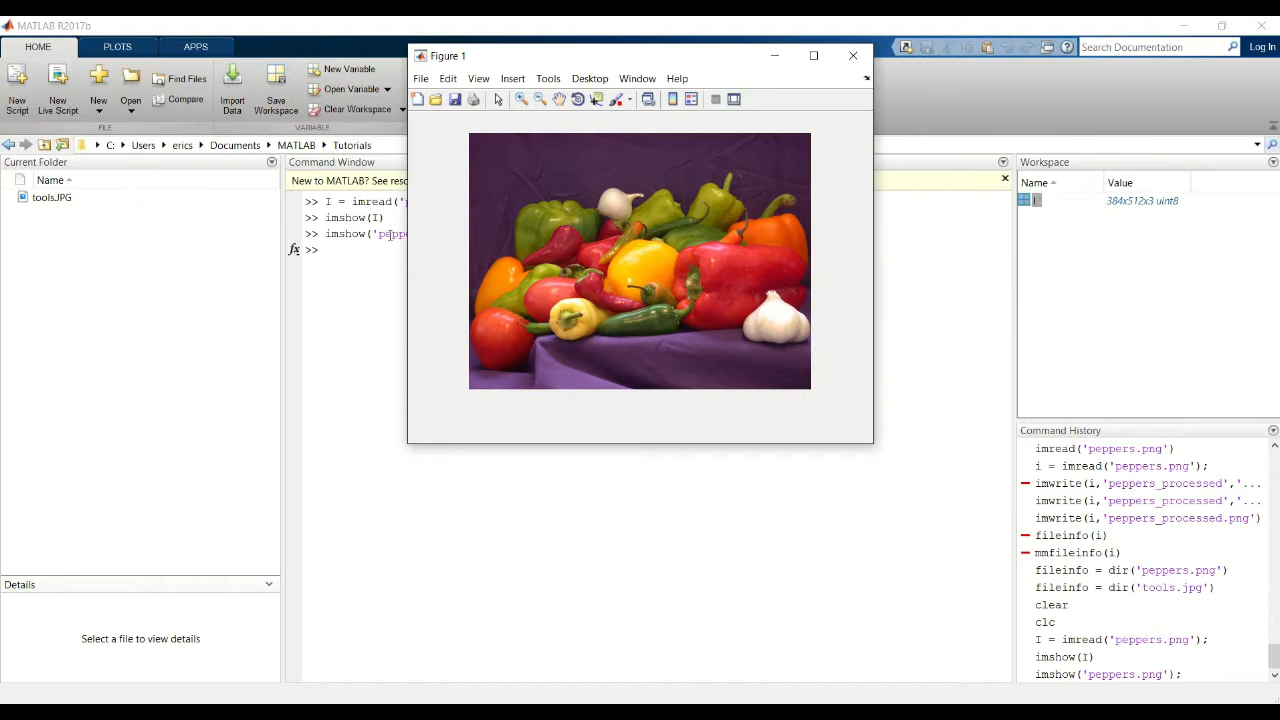 MATLAB R2017b
HOME
PLOTS
APPS
Search Documentation
Log In
New Script
New Live Script
New
Open
Find Files
Compare
Import Data
Save Workspace
New Variable
Open Variable
Clear Workspace
FILE
VARIABLE
C: Users erics Documents MATLAB Tutorials
Figure 1
File Edit View Insert Tools Desktop Window Help
Current Folder
Name
tools.JPG
Details
Select a file to view details
Command Window
New to MATLAB? See
>> I = imread('
>> imshow(I)
>> imshow('peppe
fx >>
Workspace
Name Value
I 384x512x3 uint8
Command History
imread('peppers.png')
i = imread('peppers.png');
imwrite(i,'peppers_processed','...
imwrite(i,'peppers_processed','...
imwrite(i,'peppers_processed.png')
fileinfo(i)
mmfileinfo(i)
fileinfo = dir('peppers.png')
fileinfo = dir('tools.jpg')
clear
clc
I = imread('peppers.png');
imshow(I)
imshow('peppers.png');